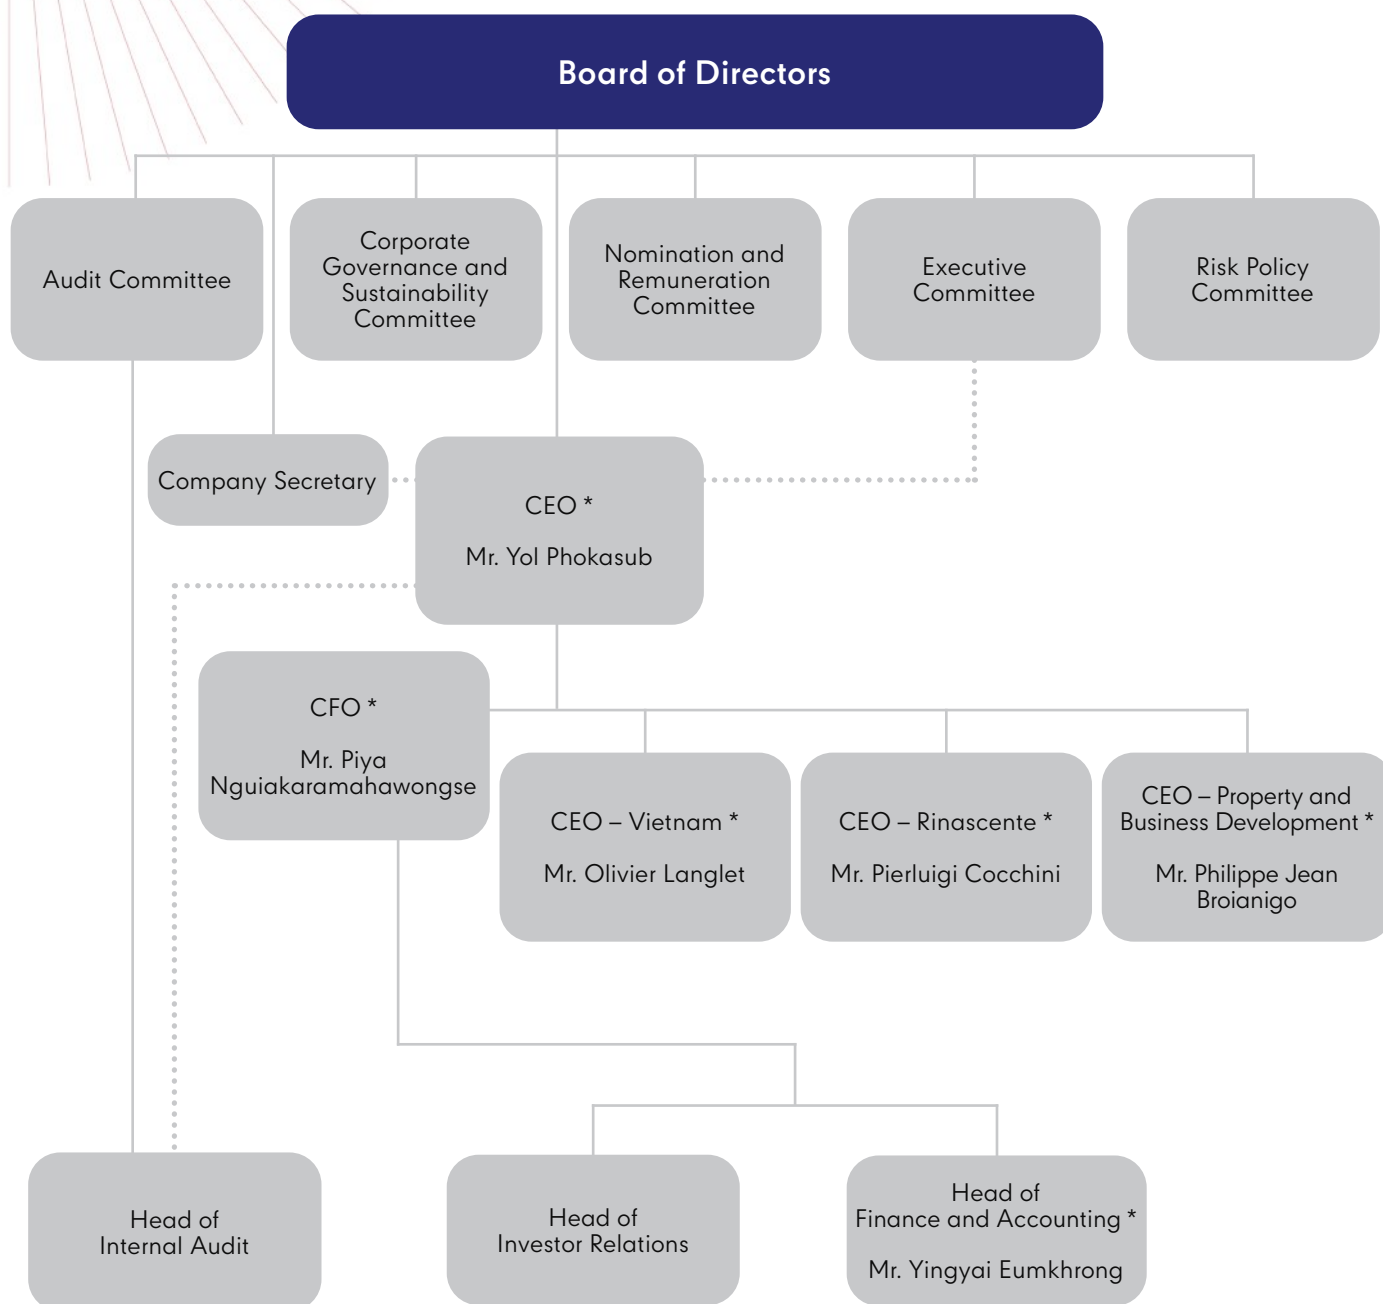 Board of Directors
Audit Committee
Corporate
Governance and
Sustainability
Committee
Nomination and
Remuneration
Committee
Executive
Committee
Risk Policy
Committee
Company Secretary
CEO *
Mr. Yol Phokasub
CFO *
Mr. Piya
Nguiakaramahawongse
CEO – Vietnam *
Mr. Olivier Langlet
CEO – Rinascente *
Mr. Pierluigi Cocchini
CEO – Property and
Business Development *
Mr. Philippe Jean
Broianigo
Head of
Internal Audit
Head of
Investor Relations
Head of
Finance and Accounting *
Mr. Yingyai Eumkhrong